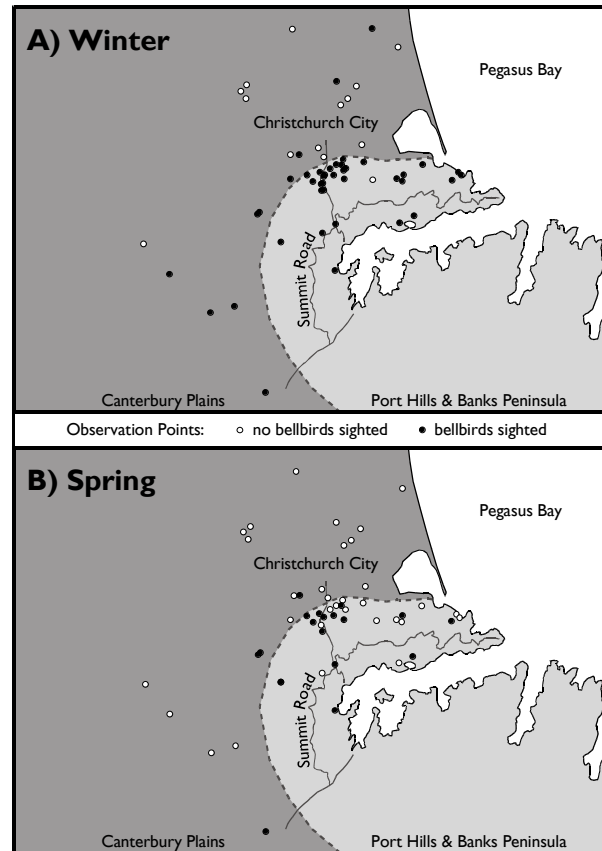 A) Winter
Pegasus Bay
Christchurch City
Summit Road
Canterbury Plains
Port Hills & Banks Peninsula
Observation Points: no bellbirds sighted bellbirds sighted
B) Spring
Pegasus Bay
Christchurch City
Summit Road
Canterbury Plains
Port Hills & Banks Peninsula